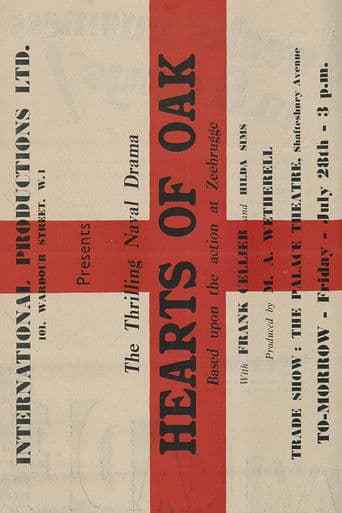 INTERNATIONAL PRODUCTIONS LTD.
101. WARDOUR STREET. W.1
Presents
The Thrilling Naval Drama
HEARTS OF OAK
Based upon the action at Zeebrugge
With FRANK CELLIER and HILDA SIMS
Produced by M. A. WETHERELL
TRADE SHOW : THE PALACE THEATRE, Shaftesbury Avenue
TO-MORROW - Friday - July 28th - 3 p.m.